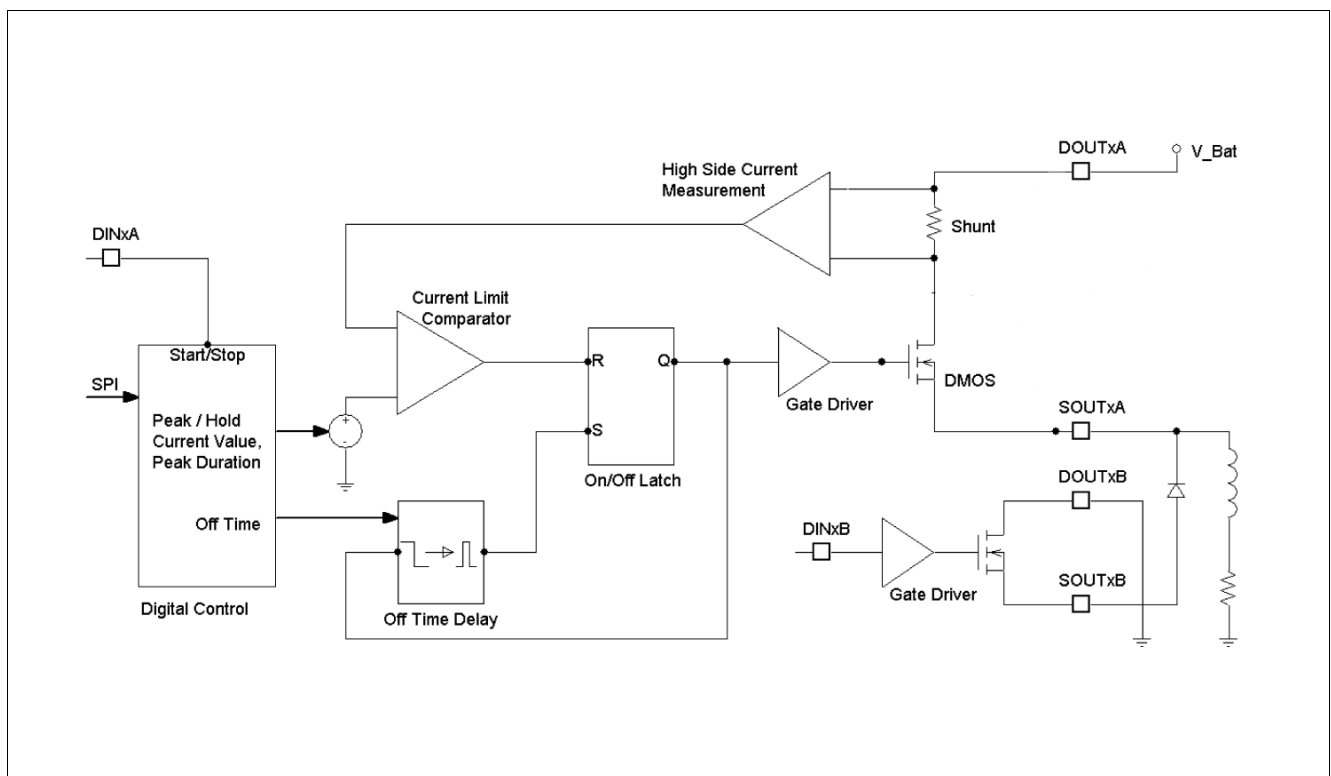 DOUTxA
V_Bat
High Side Current
Measurement
Shunt
DINxA
Current Limit
Comparator
Start/Stop
R
Q
SPI
DMOS
Gate Driver
Peak / Hold
Current Value,
Peak Duration
+
-
SOUTxA
S
On/Off Latch
DOUTxB
Off Time
DINxB
Gate Driver
SOUTxB
Digital Control
Off Time Delay